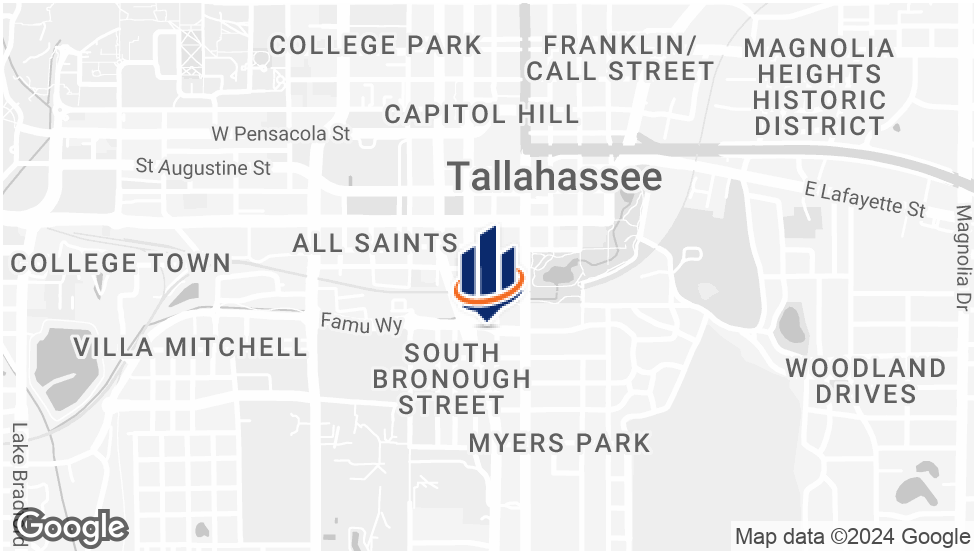 COLLEGE PARK
FRANKLIN/
CALL STREET
MAGNOLIA
HEIGHTS
HISTORIC
DISTRICT
CAPITOL HILL
W Pensacola St
St Augustine St
Tallahassee
E Lafayette St
Magnolia Dr
ALL SAINTS
COLLEGE TOWN
Famu Wy
VILLA MITCHELL
SOUTH
BRONOUGH
STREET
WOODLAND
DRIVES
MYERS PARK
Lake Bradford
Google
Map data ©2024 Google